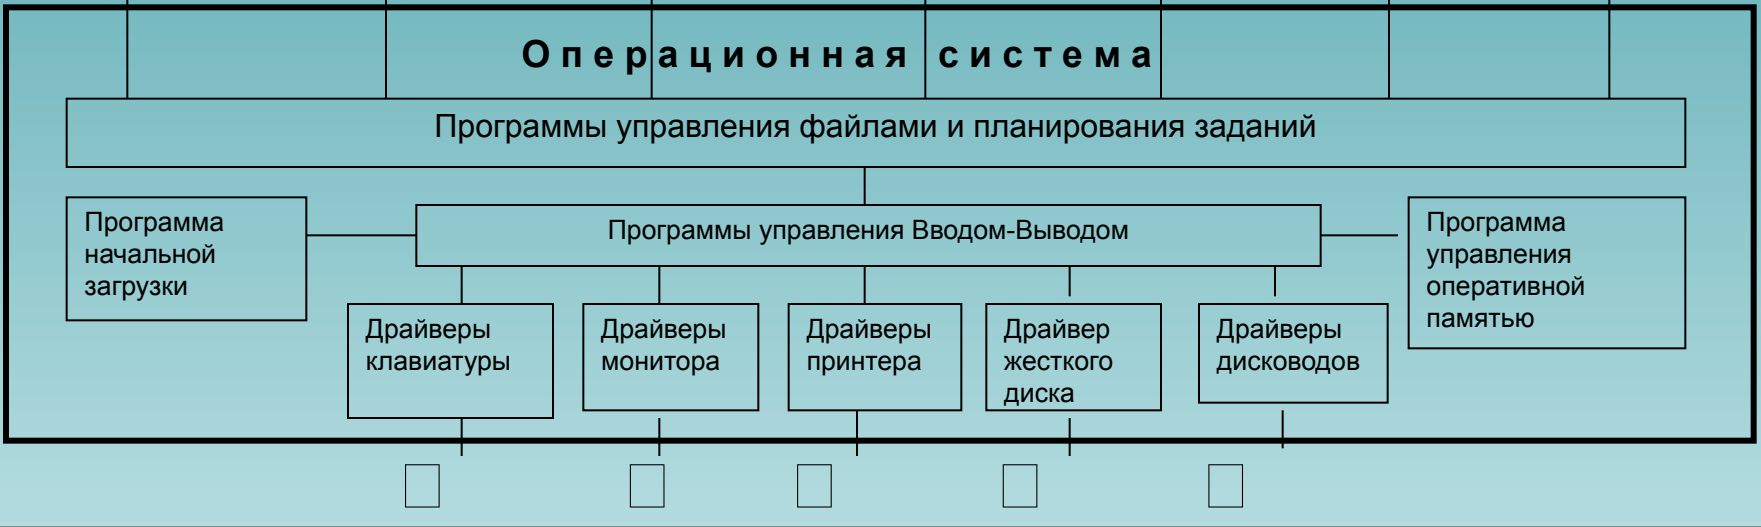 Операционная система
Программы управления файлами и планирования заданий
Программа
начальной
загрузки
Программы управления Вводом-Выводом
Программа
управления
оперативной
памятью
Драйверы
клавиатуры
Драйверы
монитора
Драйверы
принтера
Драйвер
жесткого
диска
Драйверы
дисководов